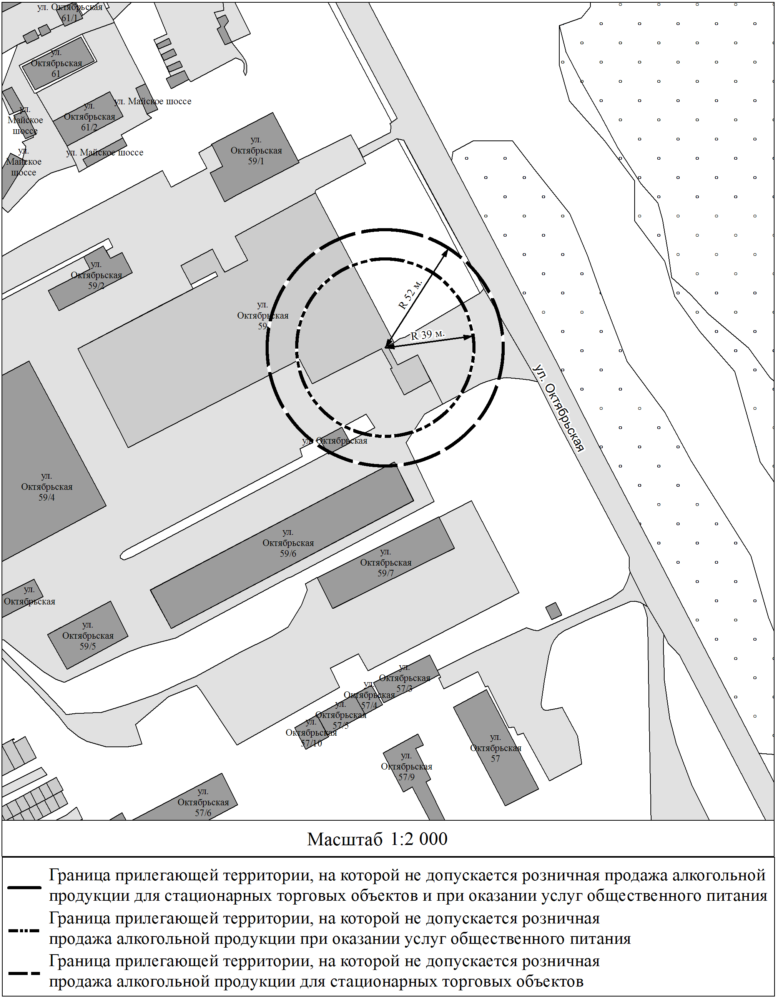 ул. Октябрьская
61/1
ул.
Октябрьская
61
ул. Майское шоссе
ул.
Октябрьская
61/2
ул.
Майское
шоссе
ул. Майское шоссе
ул.
Майское
шоссе
ул.
Октябрьская
59/1
ул.
Октябрьская
59/2
ул.
Октябрьская
59
R 52 м.
R 39 м.
ул. Октябрьская
ул. Октябрьская
ул.
Октябрьская
59/4
ул.
Октябрьская
59/6
ул.
Октябрьская
59/7
ул.
Октябрьская
ул.
Октябрьская
59/5
ул.
Октябрьская
57/3
ул.
Октябрьская
57/4
ул.
Октябрьская
57/5
ул.
Октябрьская
57/10
ул.
Октябрьская
57
ул.
Октябрьская
57/9
ул.
Октябрьская
57/6
Масштаб 1:2 000
Граница прилегающей территории, на которой не допускается розничная продажа алкогольной
продукции для стационарных торговых объектов и при оказании услуг общественного питания
Граница прилегающей территории, на которой не допускается розничная
продажа алкогольной продукции при оказании услуг общественного питания
Граница прилегающей территории, на которой не допускается розничная
продажа алкогольной продукции для стационарных торговых объектов